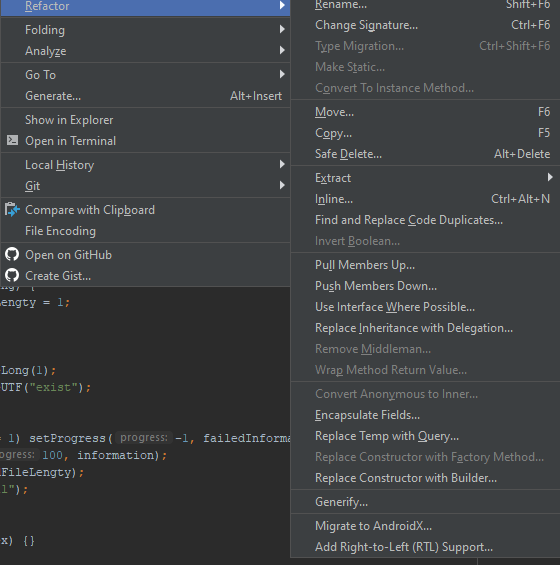 Refactor
Folding
Analyze
Go To
Generate... Alt+Insert
Show in Explorer
Open in Terminal
Local History
Git
Compare with Clipboard
File Encoding
Open on GitHub
Create Gist...
Rename... Shift+F6
Change Signature... Ctrl+F6
Type Migration... Ctrl+Shift+F6
Make Static...
Convert To Instance Method...
Move... F6
Copy... F5
Safe Delete... Alt+Delete
Extract
Inline... Ctrl+Alt+N
Find and Replace Code Duplicates...
Invert Boolean...
Pull Members Up...
Push Members Down...
Use Interface Where Possible...
Replace Inheritance with Delegation...
Remove Middleman...
Wrap Method Return Value...
Convert Anonymous to Inner...
Encapsulate Fields...
Replace Temp with Query...
Replace Constructor with Factory Method...
Replace Constructor with Builder...
Generify...
Migrate to AndroidX...
Add Right-to-Left (RTL) Support...
) {
Lengty = 1;
Long(1);
UTF("exist");
= 1) setProgress( progress: -1, failedInforma
ogress: 100, information);
FileLengty);
l");
x) {}